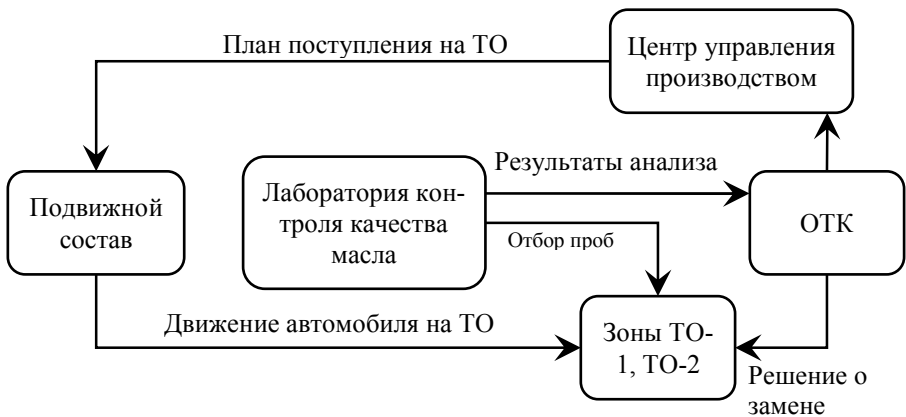 План поступления на ТО
Центр управления
производством
Результаты анализа
Подвижной
состав
Лаборатория кон-
троля качества
масла
Отбор проб
ОТК
Движение автомобиля на ТО
Зоны ТО-
1, ТО-2
Решение о
замене